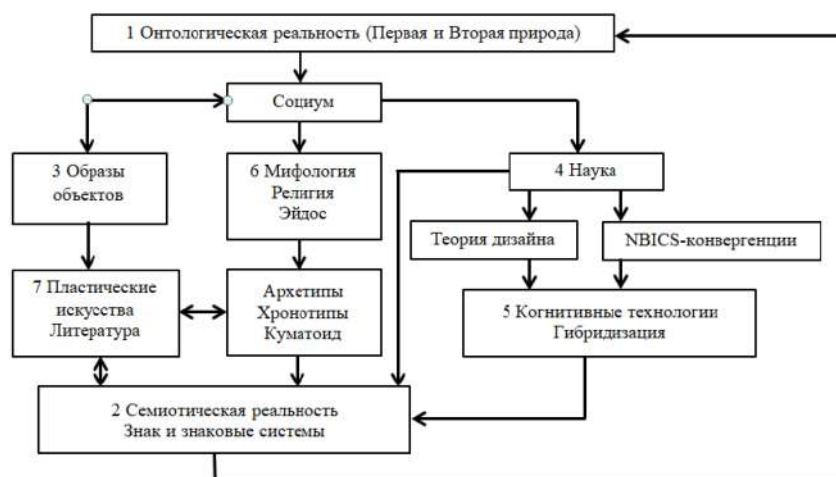 1 Онтологическая реальность (Первая и Вторая природа)
Социум
3 Образы
объектов
6 Мифология
Религия
Эйдос
4 Наука
Теория дизайна
NBICS-конвергенции
7 Пластические
искусства
Литература
Архетипы
Хронотипы
Куматоид
5 Когнитивные технологии
Гибридизация
2 Семиотическая реальность
Знак и знаковые системы